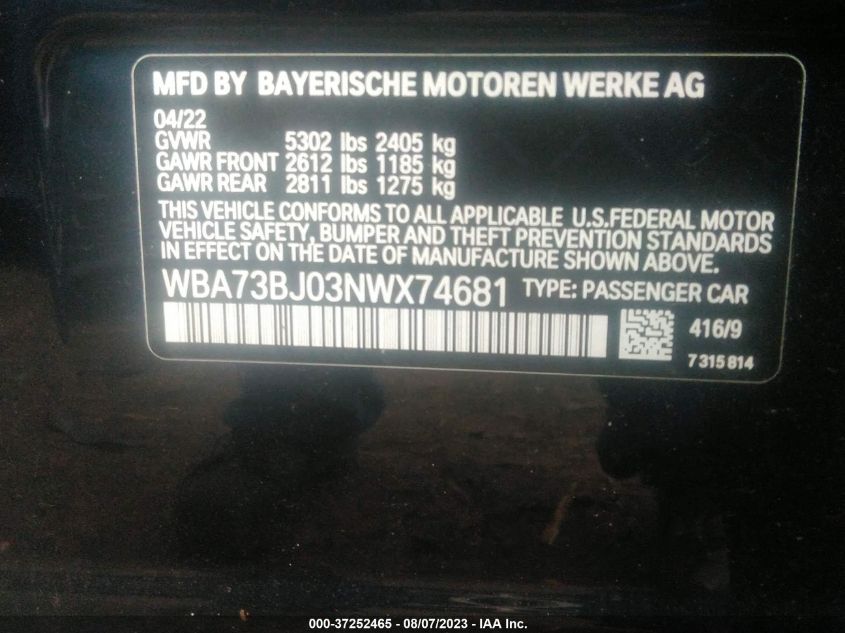 MFD BY BAYERISCHE MOTOREN WERKE AG
04/22
GVWR 5302 lbs 2405 kg
GAWR FRONT 2612 lbs 1185 kg
GAWR REAR 2811 lbs 1275 kg
THIS VEHICLE CONFORMS TO ALL APPLICABLE U.S.FEDERAL MOTOR
VEHICLE SAFETY, BUMPER AND THEFT PREVENTION STANDARDS
IN EFFECT ON THE DATE OF MANUFACTURE SHOWN ABOVE.
WBA73BJ03NWX74681 TYPE: PASSENGER CAR
416/9
7315814
000-37252465 - 08/07/2023 - IAA Inc.